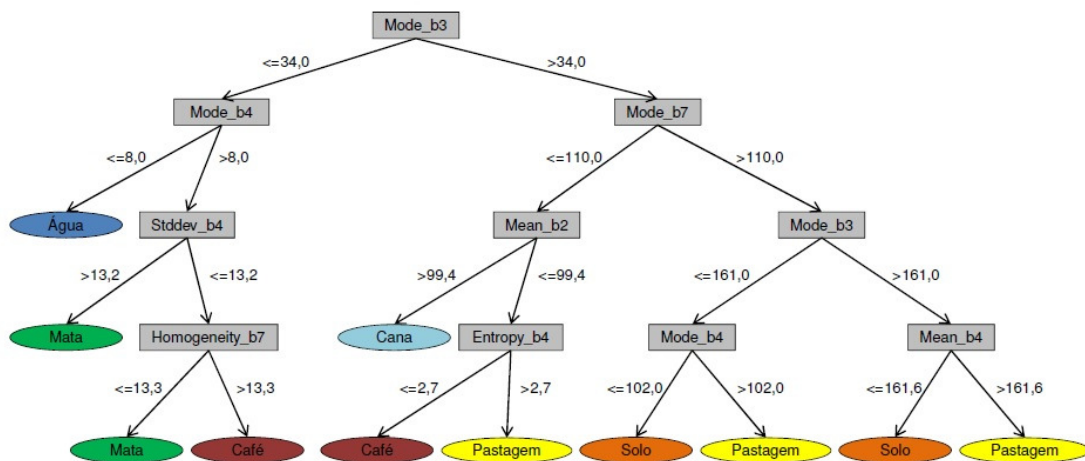 Mode_b3
<=34,0 >34,0
Mode_b4 Mode_b7
<=8,0 >8,0 <=110,0 >110,0
Água Stddev_b4 Mean_b2 Mode_b3
>13,2 <=13,2 >99,4 <=99,4 <=161,0 >161,0
Mata Homogeneity_b7 Cana Entropy_b4 Mode_b4 Mean_b4
<=13,3 >13,3 <=2,7 >2,7 <=102,0 >102,0 <=161,6 >161,6
Mata Café Café Pastagem Solo Pastagem Solo Pastagem